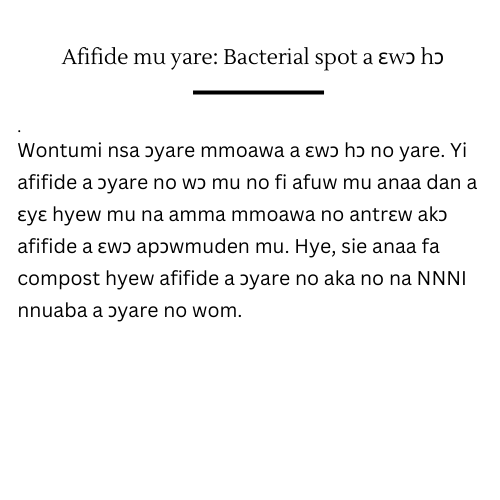 Afifide mu yare: Bacterial spot a ɛwɔ hɔ
.
Wontumi nsa ɔyare mmoawa a ɛwɔ hɔ no yare. Yi
afifide a ɔyare no wɔ mu no fi afuw mu anaa dan a
ɛyɛ hyew mu na amma mmoawa no antrɛw akɔ
afifide a ɛwɔ apɔwmuden mu. Hye, sie anaa fa
compost hyew afifide a ɔyare no aka no na NNNI
nnuaba a ɔyare no wom.